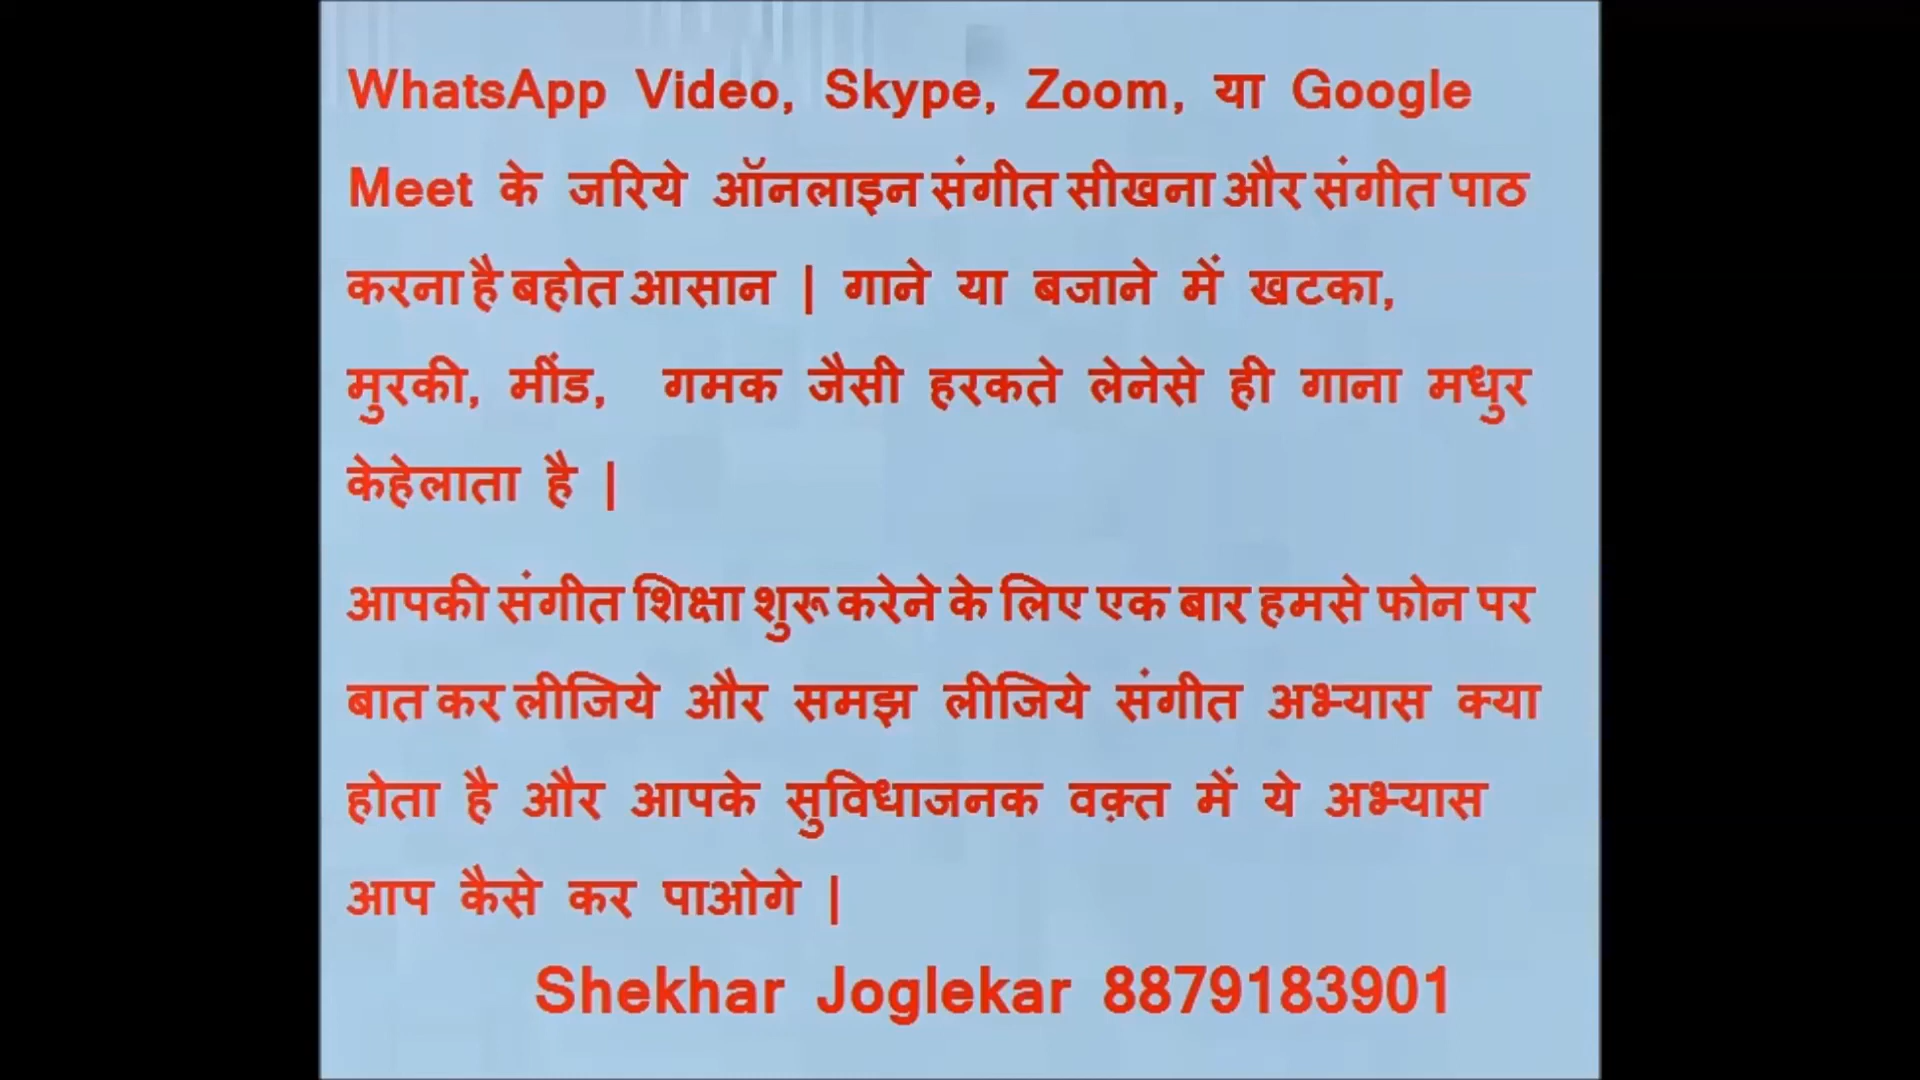 WhatsApp Video, Skype, Zoom, या Google
Meet के जरिये ऑनलाइन संगीत सीखना और संगीत पाठ
करना है बहोत आसान | गाने या बजाने में खटका,
मुरकी, मींड, गमक जैसी हरकते लेनेसे ही गाना मधुर
केहेलाता है |
आपकी संगीत शिक्षा शुरू करेने के लिए एक बार हमसे फोन पर
बात कर लीजिये और समझ लीजिये संगीत अभ्यास क्या
होता है और आपके सुविधाजनक वक़्त में ये अभ्यास
आप कैसे कर पाओगे |
Shekhar Joglekar 8879183901